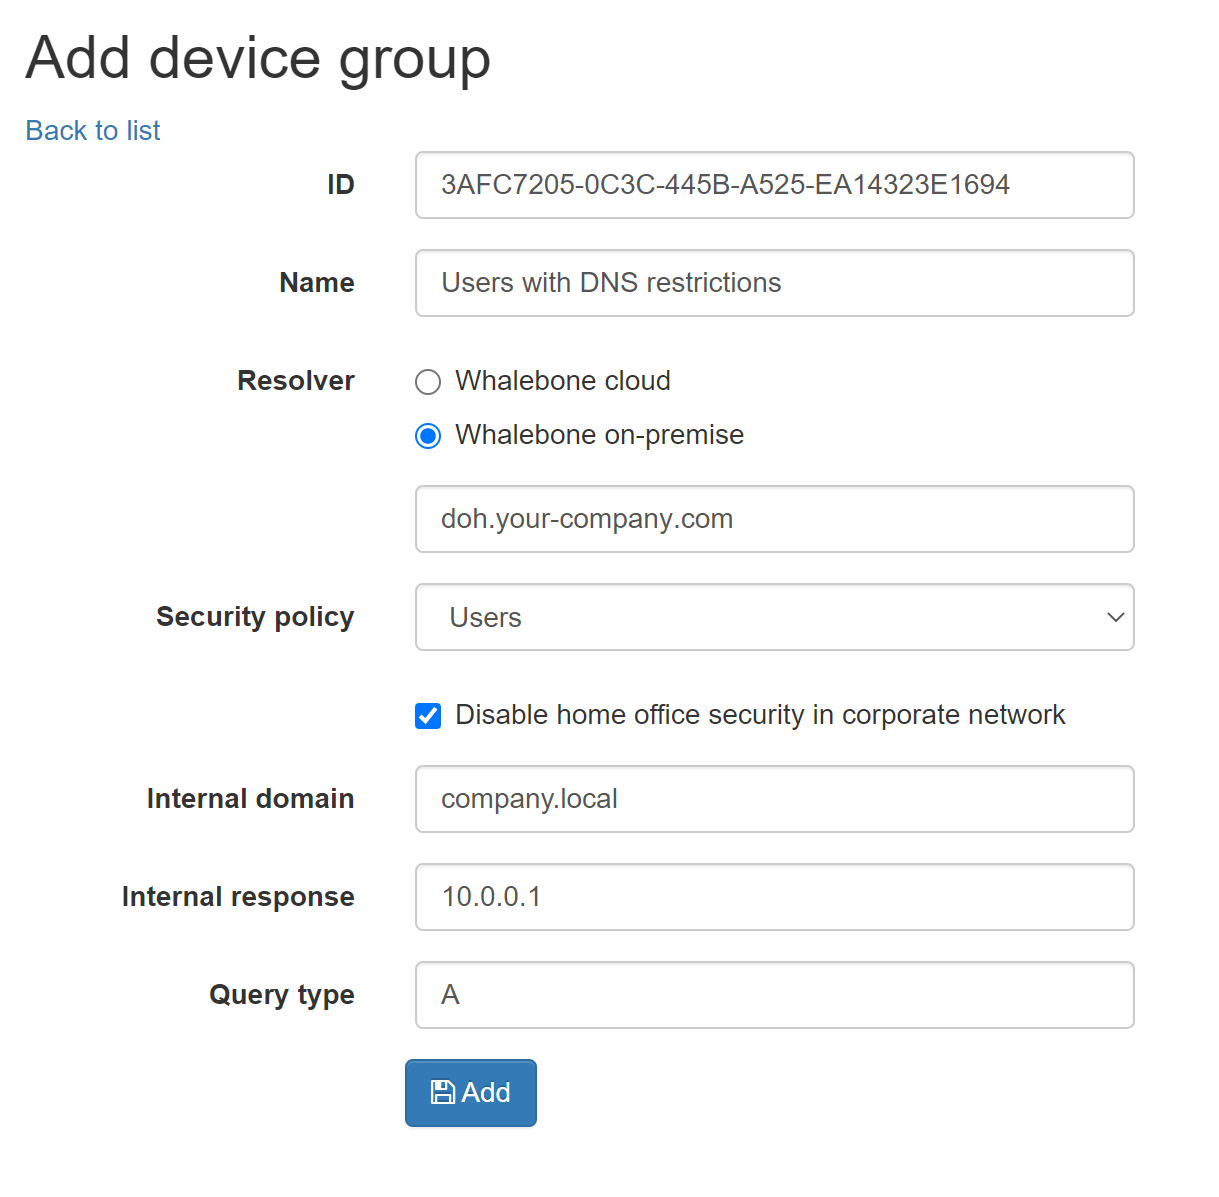 Add device group
Back to list
ID 3AFC7205-0C3C-445B-A525-EA14323E1694
Name Users with DNS restrictions
Resolver Whalebone cloud
Whalebone on-premise
doh.your-company.com
Security policy Users
Disable home office security in corporate network
Internal domain company.local
Internal response 10.0.0.1
Query type A
Add